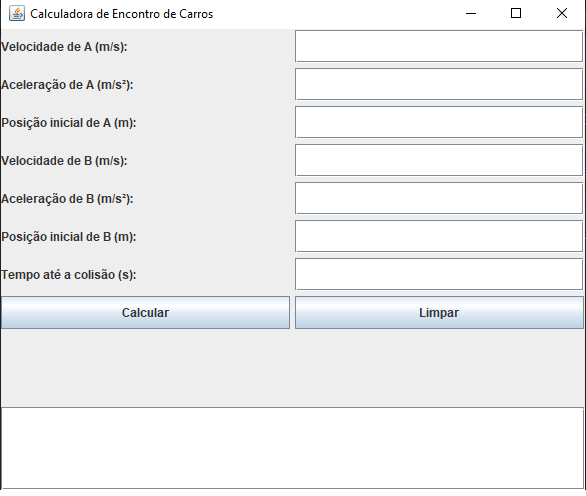 Calculadora de Encontro de Carros
Velocidade de A (m/s):
Aceleração de A (m/s²):
Posição inicial de A (m):
Velocidade de B (m/s):
Aceleração de B (m/s²):
Posição inicial de B (m):
Tempo até a colisão (s):
Calcular Limpar